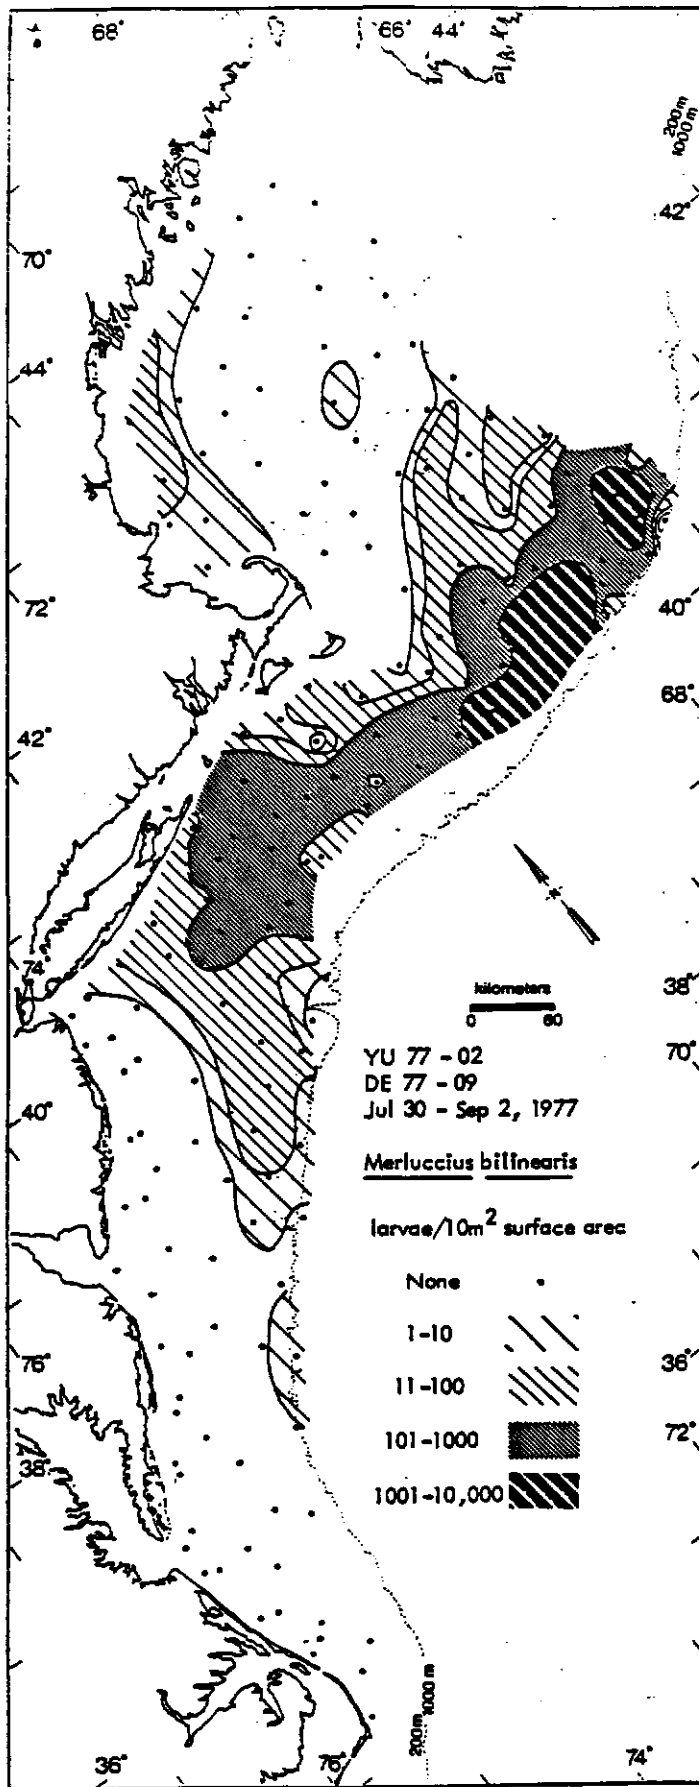 68° 66° 44°
200m
1000m
42°
70°
44°
72°
40°
68°
42°
74°
38°
kilometers
0 60
70°
YU 77 - 02
DE 77 - 09
40°
Jul 30 - Sep 2, 1977
Merluccius bilinearis
larvae/10m² surface area
None
1-10
76°
36°
11-100
72°
101-1000
38°
1001-10,000
200m
1000m
36° 76° 74°